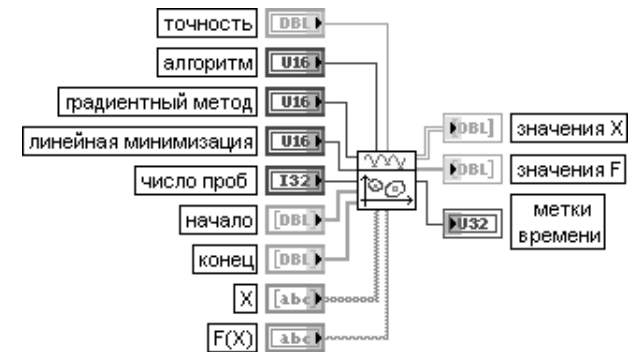 точность DBL
алгоритм U16
градиентный метод U16
линейная минимизация U16
число проб I32
начало [DBL]
конец [DBL]
X [abc]
F(X) abc
[DBL] значения X
[DBL] значения F
U32 метки
времени